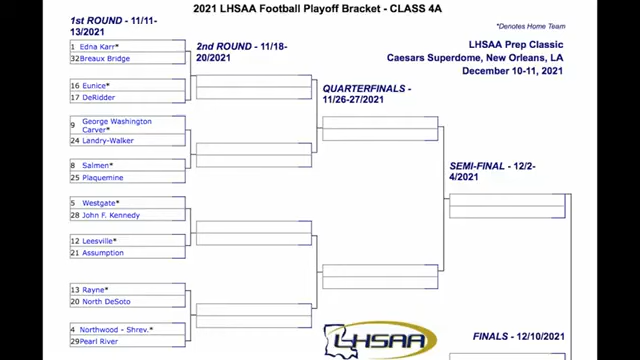 2021 LHSAA Football Playoff Bracket - CLASS 4A
1st ROUND - 11/11-
13/2021
*Denotes Home Team
1 Edna Karr*
32 Breaux Bridge
2nd ROUND - 11/18-
20/2021
LHSAA Prep Classic
Caesars Superdome, New Orleans, LA
December 10-11, 2021
16 Eunice*
17 DeRidder
QUARTERFINALS -
11/26-27/2021
9 George Washington
Carver*
24 Landry-Walker
8 Salmen*
25 Plaquemine
SEMI-FINAL - 12/2-
4/2021
5 Westgate*
28 John F. Kennedy
12 Leesville*
21 Assumption
13 Rayne*
20 North DeSoto
4 Northwood - Shrev.*
29 Pearl River
LHSAA
FINALS - 12/10/2021